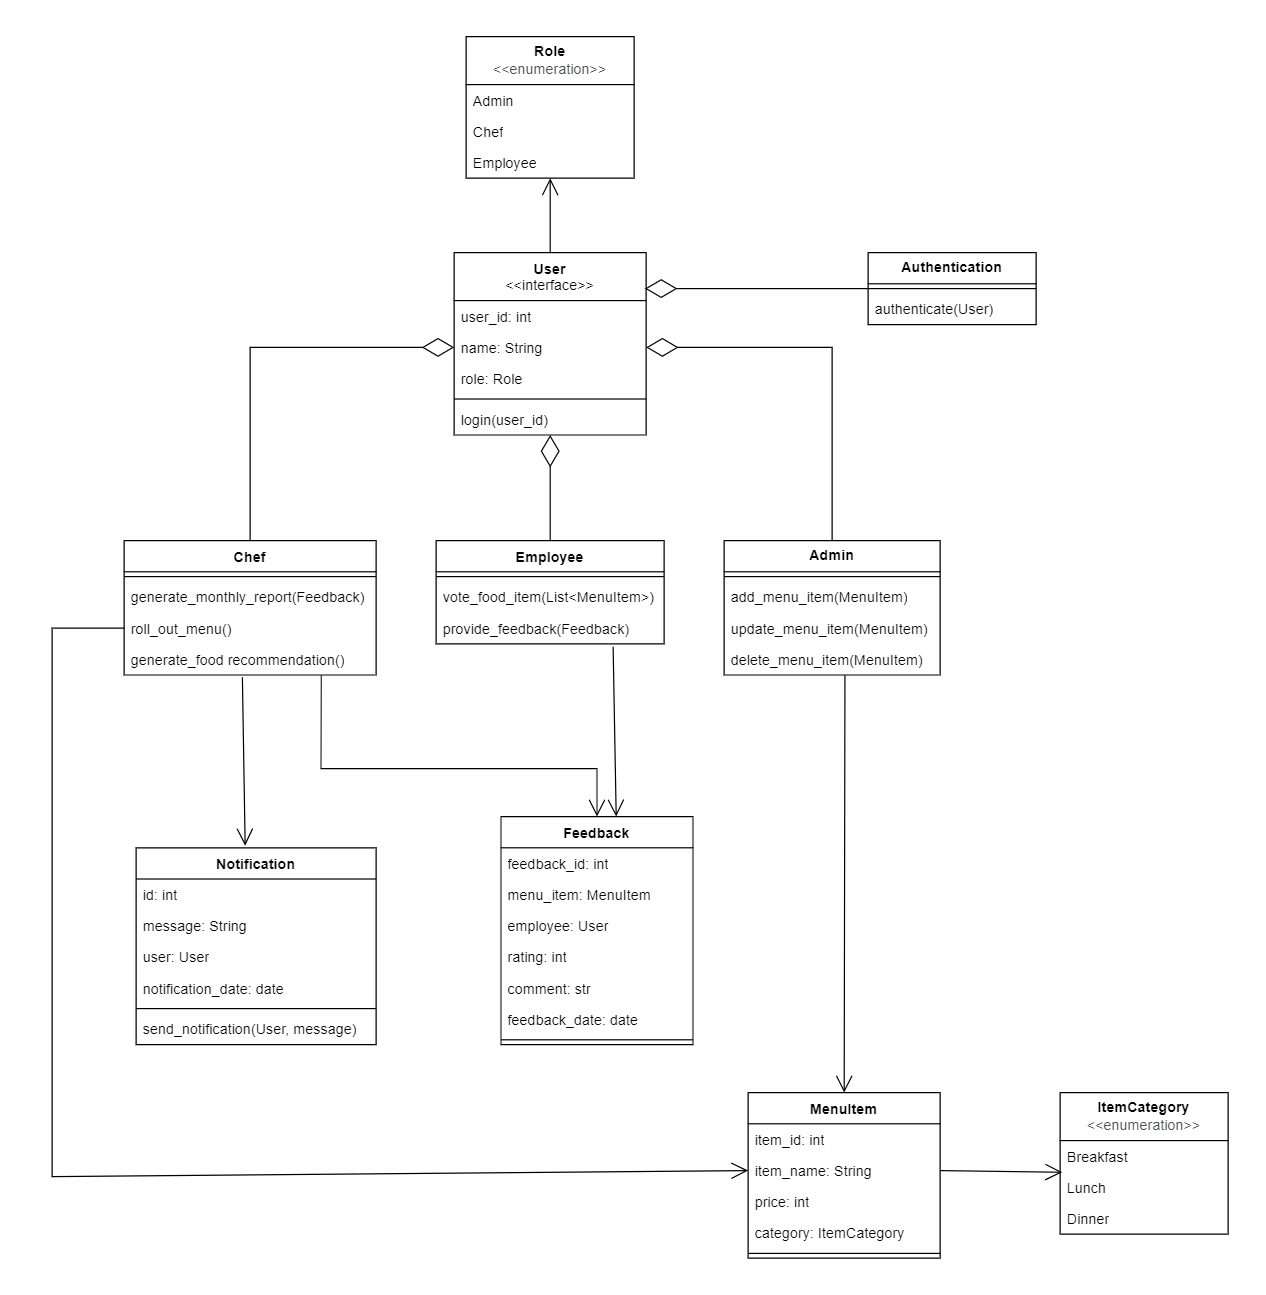 Role
<<enumeration>>
Admin
Chef
Employee
User
<<interface>>
user_id: int
name: String
role: Role
login(user_id)
Authentication
authenticate(User)
Chef
generate_monthly_report(Feedback)
roll_out_menu()
generate_food recommendation()
Employee
vote_food_item(List<MenuItem>)
provide_feedback(Feedback)
Admin
add_menu_item(MenuItem)
update_menu_item(MenuItem)
delete_menu_item(MenuItem)
Notification
id: int
message: String
user: User
notification_date: date
send_notification(User, message)
Feedback
feedback_id: int
menu_item: MenuItem
employee: User
rating: int
comment: str
feedback_date: date
MenuItem
item_id: int
item_name: String
price: int
category: ItemCategory
ItemCategory
<<enumeration>>
Breakfast
Lunch
Dinner